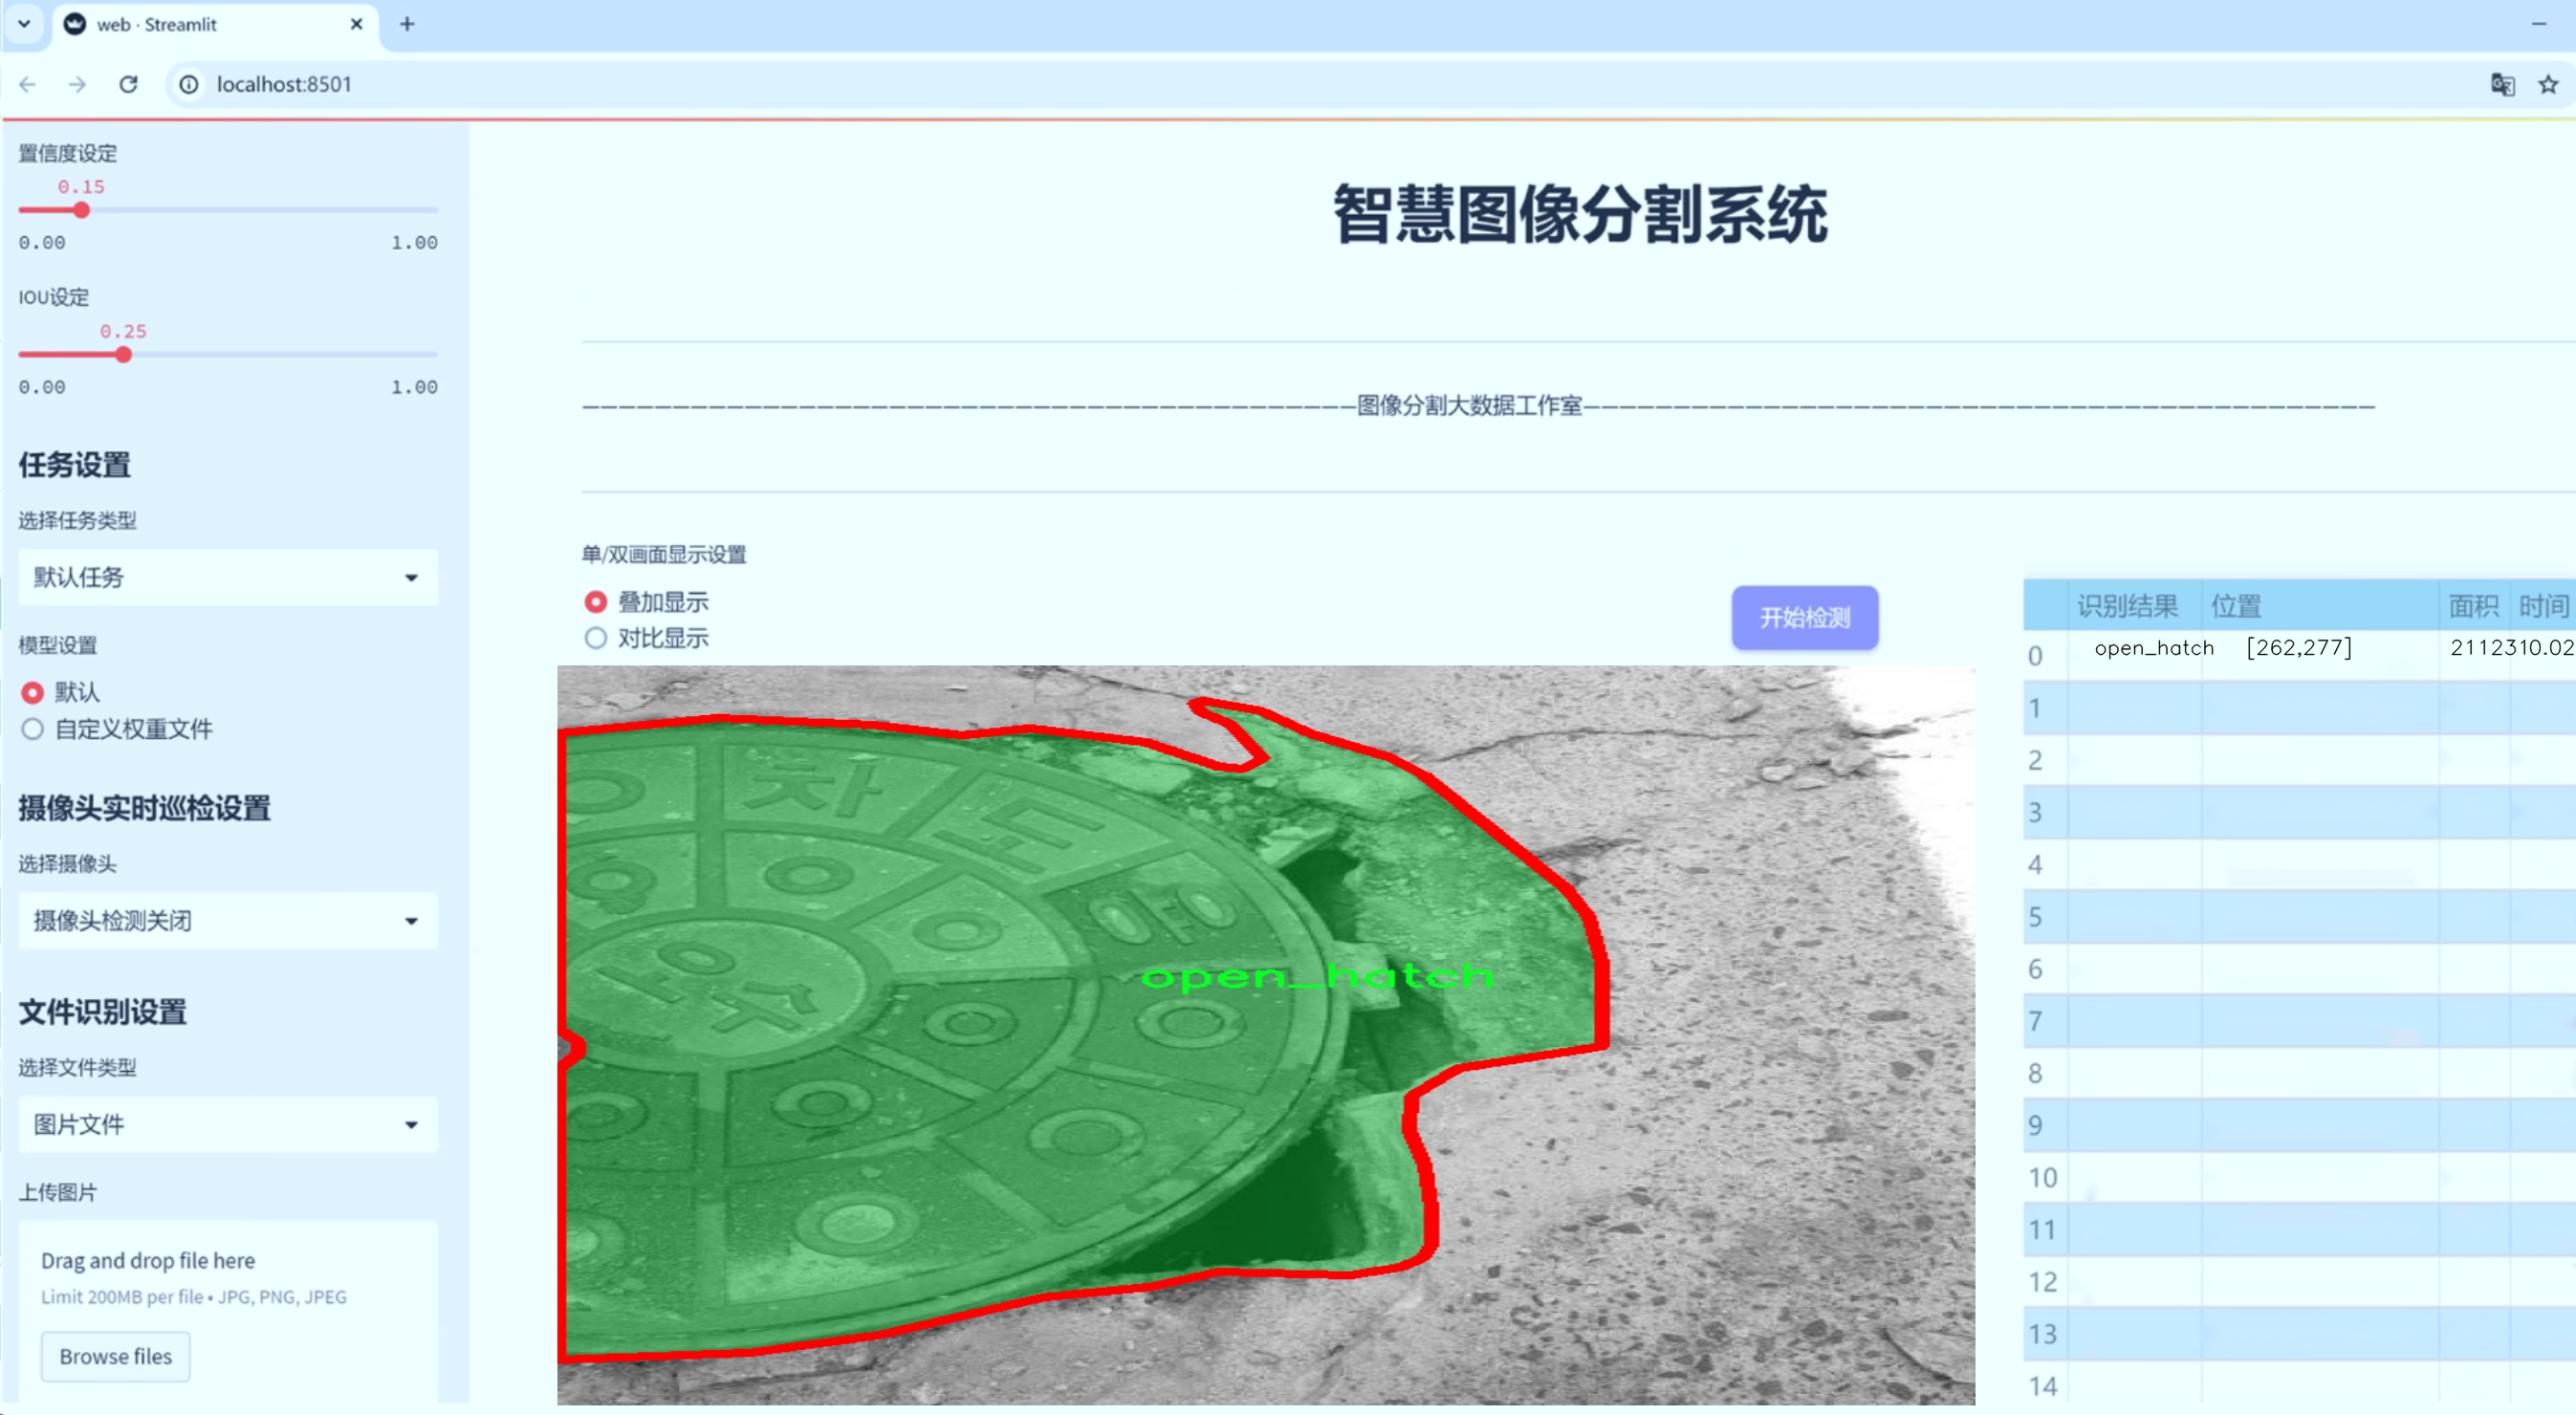 web · Streamlit
localhost:8501
置信度设定
0.15
0.00 1.00
IOU设定
0.25
0.00 1.00
任务设置
选择任务类型
默认任务
模型设置
默认
自定义权重文件
摄像头实时巡检设置
选择摄像头
摄像头检测关闭
文件识别设置
选择文件类型
图片文件
上传图片
Drag and drop file here
Limit 200MB per file • JPG, PNG, JPEG
Browse files
智慧图像分割系统
图像分割大数据工作室
单/双画面显示设置
叠加显示
对比显示
开始检测
차
도
용
open_hatch
识别结果 位置 面积 时间
0 open_hatch [262,277] 2112310.02
1
2
3
4
5
6
7
8
9
10
11
12
13
14